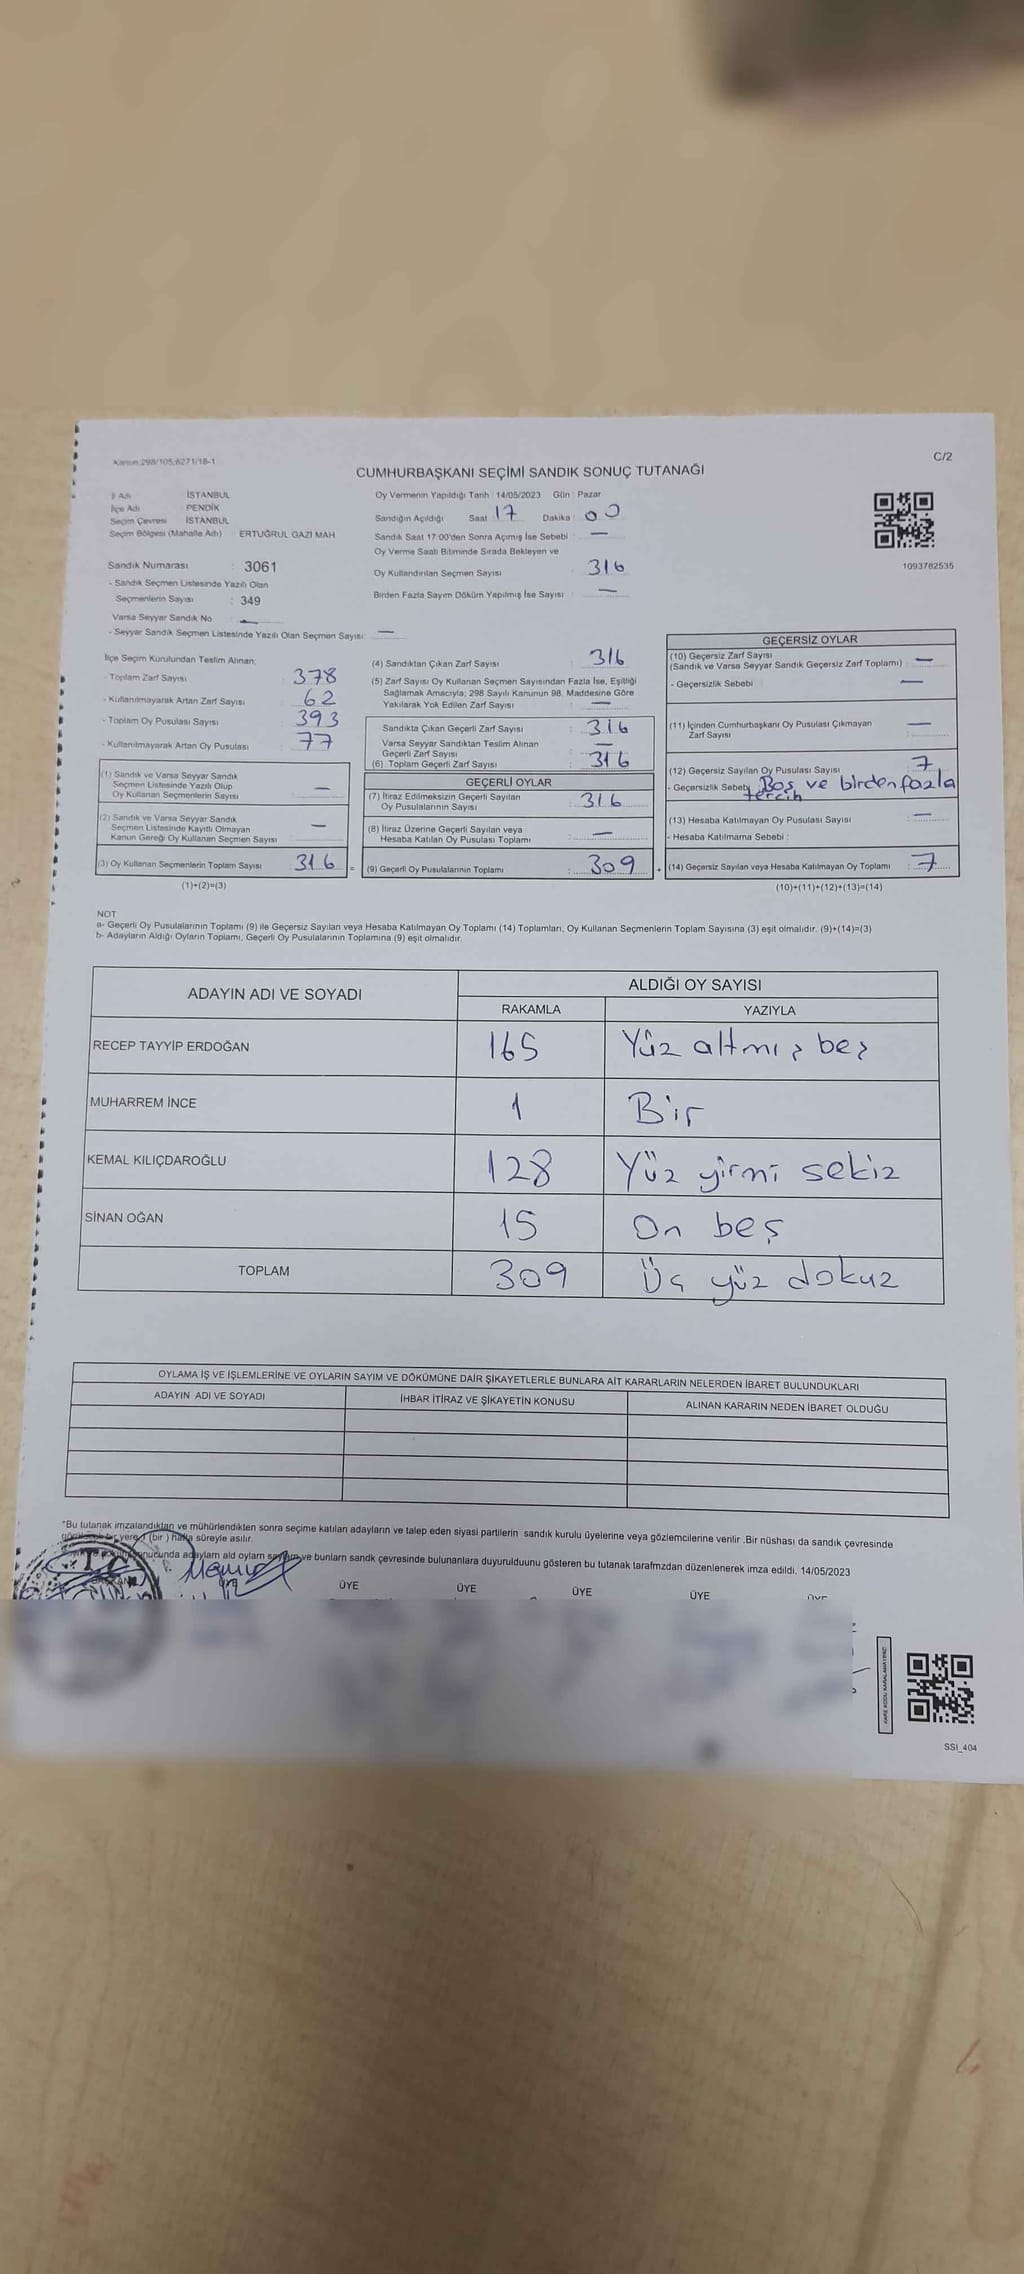 Kanun:298/105;6271/18-1
C/2
CUMHURBAŞKANI SEÇİMİ SANDIK SONUÇ TUTANAĞI
İl Adı İSTANBUL
İlçe Adı PENDİK
Seçim Çevresi İSTANBUL
Seçim Bölgesi (Mahalle Adı) : ERTUĞRUL GAZİ MAH
Sandık Numarası : 3061
- Sandık Seçmen Listesinde Yazılı Olan
Seçmenlerin Sayısı : 349
Varsa Seyyar Sandık No : —
- Seyyar Sandık Seçmen Listesinde Yazılı Olan Seçmen Sayısı: —
Oy Vermenin Yapıldığı Tarih : 14/05/2023 Gün : Pazar
Sandığın Açıldığı Saat : 17 Dakika : 00
Sandık Saat 17:00'den Sonra Açımış İse Sebebi : —
Oy Verme Saati Bitiminde Sırada Bekleyen ve
Oy Kullandırılan Seçmen Sayısı : 316
Birden Fazla Sayım Döküm Yapılmış İse Sayısı : —
1093782535
İlçe Seçim Kurulundan Teslim Alınan;
- Toplam Zarf Sayısı : 378
- Kullanılmayarak Artan Zarf Sayısı : 62
- Toplam Oy Pusulası Sayısı : 393
- Kullanılmayarak Artan Oy Pusulası : 77
(1) Sandık ve Varsa Seyyar Sandık
Seçmen Listesinde Yazılı Olup
Oy Kullanan Seçmenlerin Sayısı : —
(2) Sandık ve Varsa Seyyar Sandık
Seçmen Listesinde Kayıtlı Olmayan
Kanun Gereği Oy Kullanan Seçmen Sayısı : —
(3) Oy Kullanan Seçmenlerin Toplam Sayısı : 316 =
(1)+(2)=(3)
(4) Sandıktan Çıkan Zarf Sayısı : 316
(5) Zarf Sayısı Oy Kullanan Seçmen Sayısından Fazla İse, Eşitliği
Sağlamak Amacıyla; 298 Sayılı Kanunun 98. Maddesine Göre
Yakılarak Yok Edilen Zarf Sayısı : —
Sandıkta Çıkan Geçerli Zarf Sayısı : 316
Varsa Seyyar Sandıktan Teslim Alınan
Geçerli Zarf Sayısı : —
(6) Toplam Geçerli Zarf Sayısı : 316
GEÇERLİ OYLAR
(7) İtiraz Edilmeksizin Geçerli Sayılan
Oy Pusulalarının Sayısı : 316
(8) İtiraz Üzerine Geçerli Sayılan veya
Hesaba Katılan Oy Pusulası Toplamı : —
(9) Geçerli Oy Pusulalarının Toplamı : 309 +
GEÇERSİZ OYLAR
(10) Geçersiz Zarf Sayısı
(Sandık ve Varsa Seyyar Sandık Geçersiz Zarf Toplamı) : —
- Geçersizlik Sebebi : —
(11) İçinden Cumhurbaşkanı Oy Pusulası Çıkmayan
Zarf Sayısı : —
(12) Geçersiz Sayılan Oy Pusulası Sayısı : 7
- Geçersizlik Sebebi Boş ve birden fazla
tercih
(13) Hesaba Katılmayan Oy Pusulası Sayısı : —
- Hesaba Katılmama Sebebi :
(14) Geçersiz Sayılan veya Hesaba Katılmayan Oy Toplamı : 7
(10)+(11)+(12)+(13)=(14)
NOT
a- Geçerli Oy Pusulalarının Toplamı (9) ile Geçersiz Sayılan veya Hesaba Katılmayan Oy Toplamı (14) Toplamları, Oy Kullanan Seçmenlerin Toplam Sayısına (3) eşit olmalıdır. (9)+(14)=(3)
b- Adayların Aldığı Oyların Toplamı, Geçerli Oy Pusulalarının Toplamına (9) eşit olmalıdır.
ADAYIN ADI VE SOYADI
ALDIĞI OY SAYISI
RAKAMLA YAZIYLA
RECEP TAYYİP ERDOĞAN 165 Yüz altmış beş
MUHARREM İNCE 1 Bir
KEMAL KILIÇDAROĞLU 128 Yüz yirmi sekiz
SİNAN OĞAN 15 On beş
TOPLAM 309 Üç yüz dokuz
OYLAMA İŞ VE İŞLEMLERİNE VE OYLARIN SAYIM VE DÖKÜMÜNE DAİR ŞİKAYETLERLE BUNLARA AİT KARARLARIN NELERDEN İBARET BULUNDUKLARI
ADAYIN ADI VE SOYADI İHBAR İTİRAZ VE ŞİKAYETİN KONUSU ALINAN KARARIN NEDEN İBARET OLDUĞU
*Bu tutanak imzalandıktan ve mühürlendikten sonra seçime katılan adayların ve talep eden siyasi partilerin sandık kurulu üyelerine veya gözlemcilerine verilir .Bir nüshası da sandık çevresinde
bir yere 1 (bir ) hafta süreyle asılır.
adaylarn ald oylarn ve bunlarn sandk çevresinde bulunanlara duyurulduunu gösteren bu tutanak tarafmzdan düzenlenerek imza edildi. 14/05/2023
T.C.
ÜYE ÜYE ÜYE ÜYE ÜYE ÜYE
KARE KODU KARALAMAYINIZ!
SSI_404